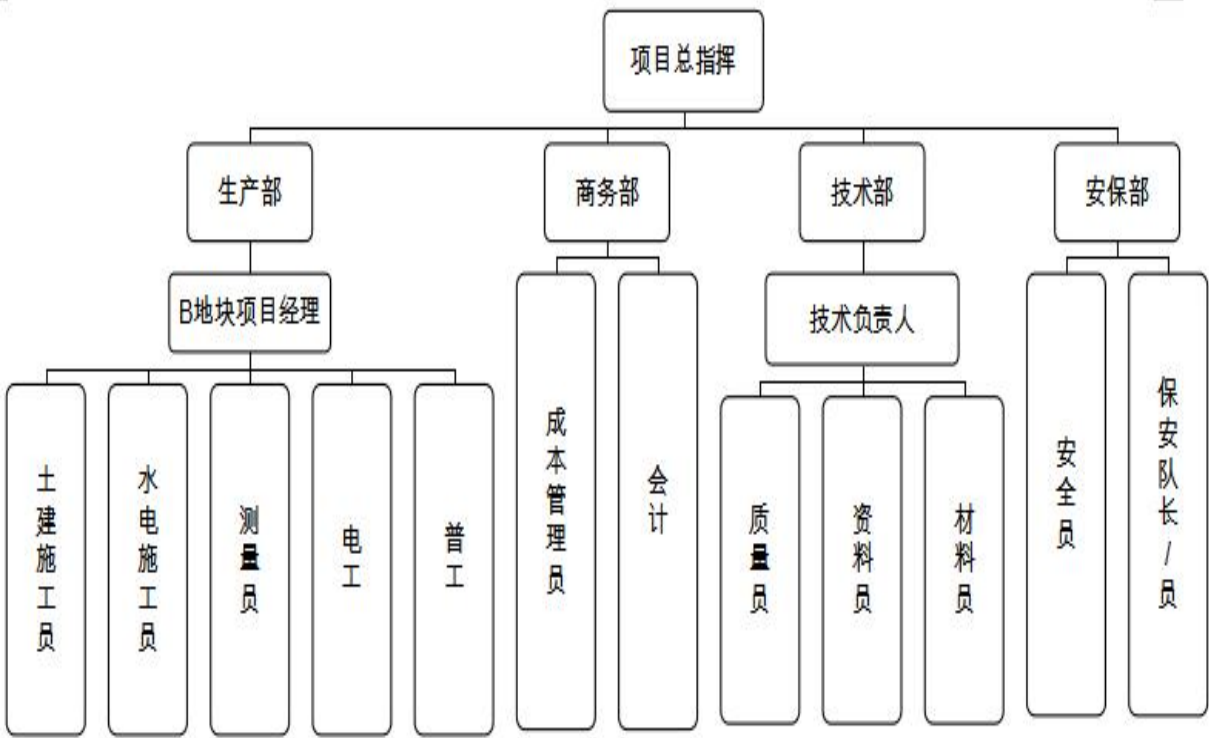 项目总指挥
生产部
商务部
技术部
安保部
B地块项目经理
技术负责人
土建施工员
水电施工员
测量员
电工
普工
成本管理员
会计
质量员
资料员
材料员
安全员
保安队长/员